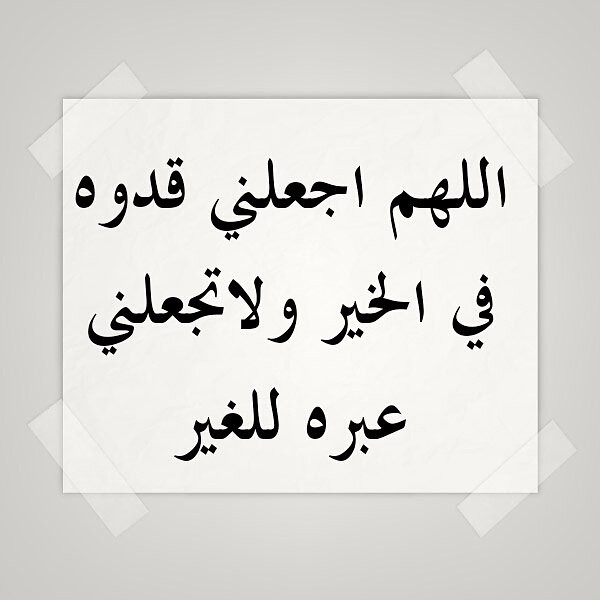 اللهم اجعلني قدوه
في الخير ولاتجعلني
عبره للغير